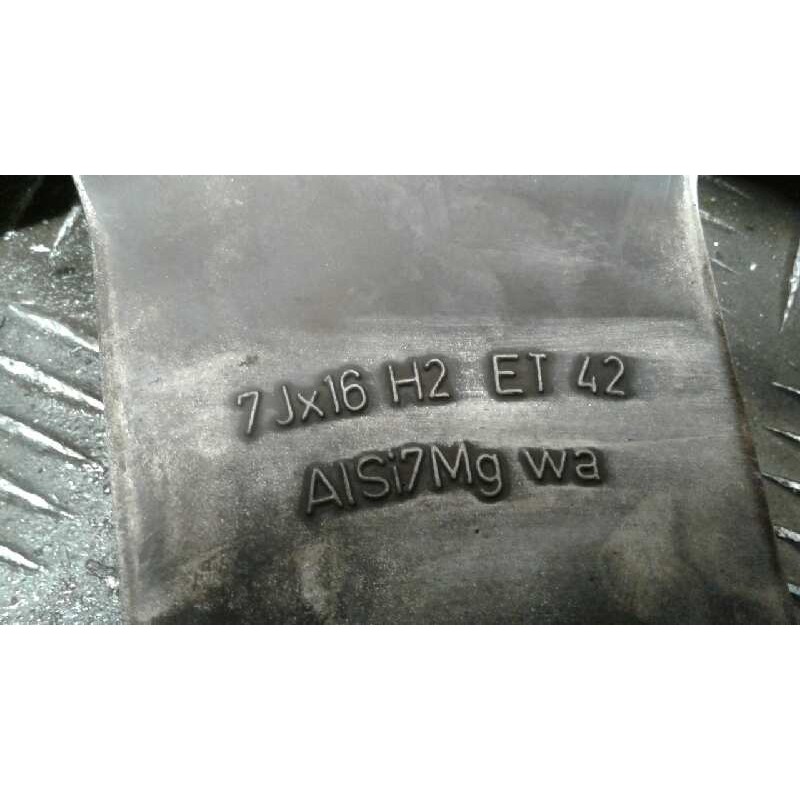 7 Jx16 H2 ET 42
AlSi7Mg wa